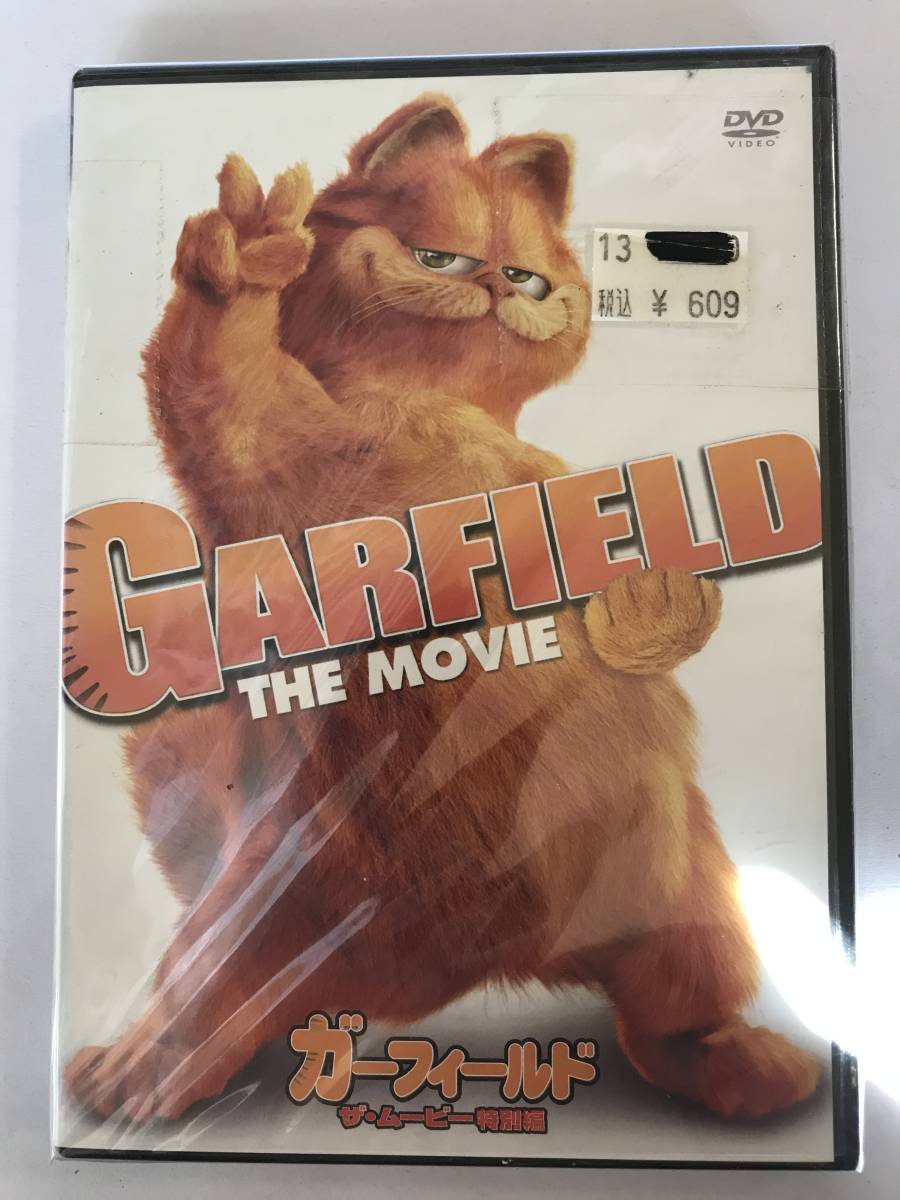 DVD
VIDEO
13
税込 ¥ 609
GARFIELD
THE MOVIE
ガーフィールド
ザ・ムービー特別編